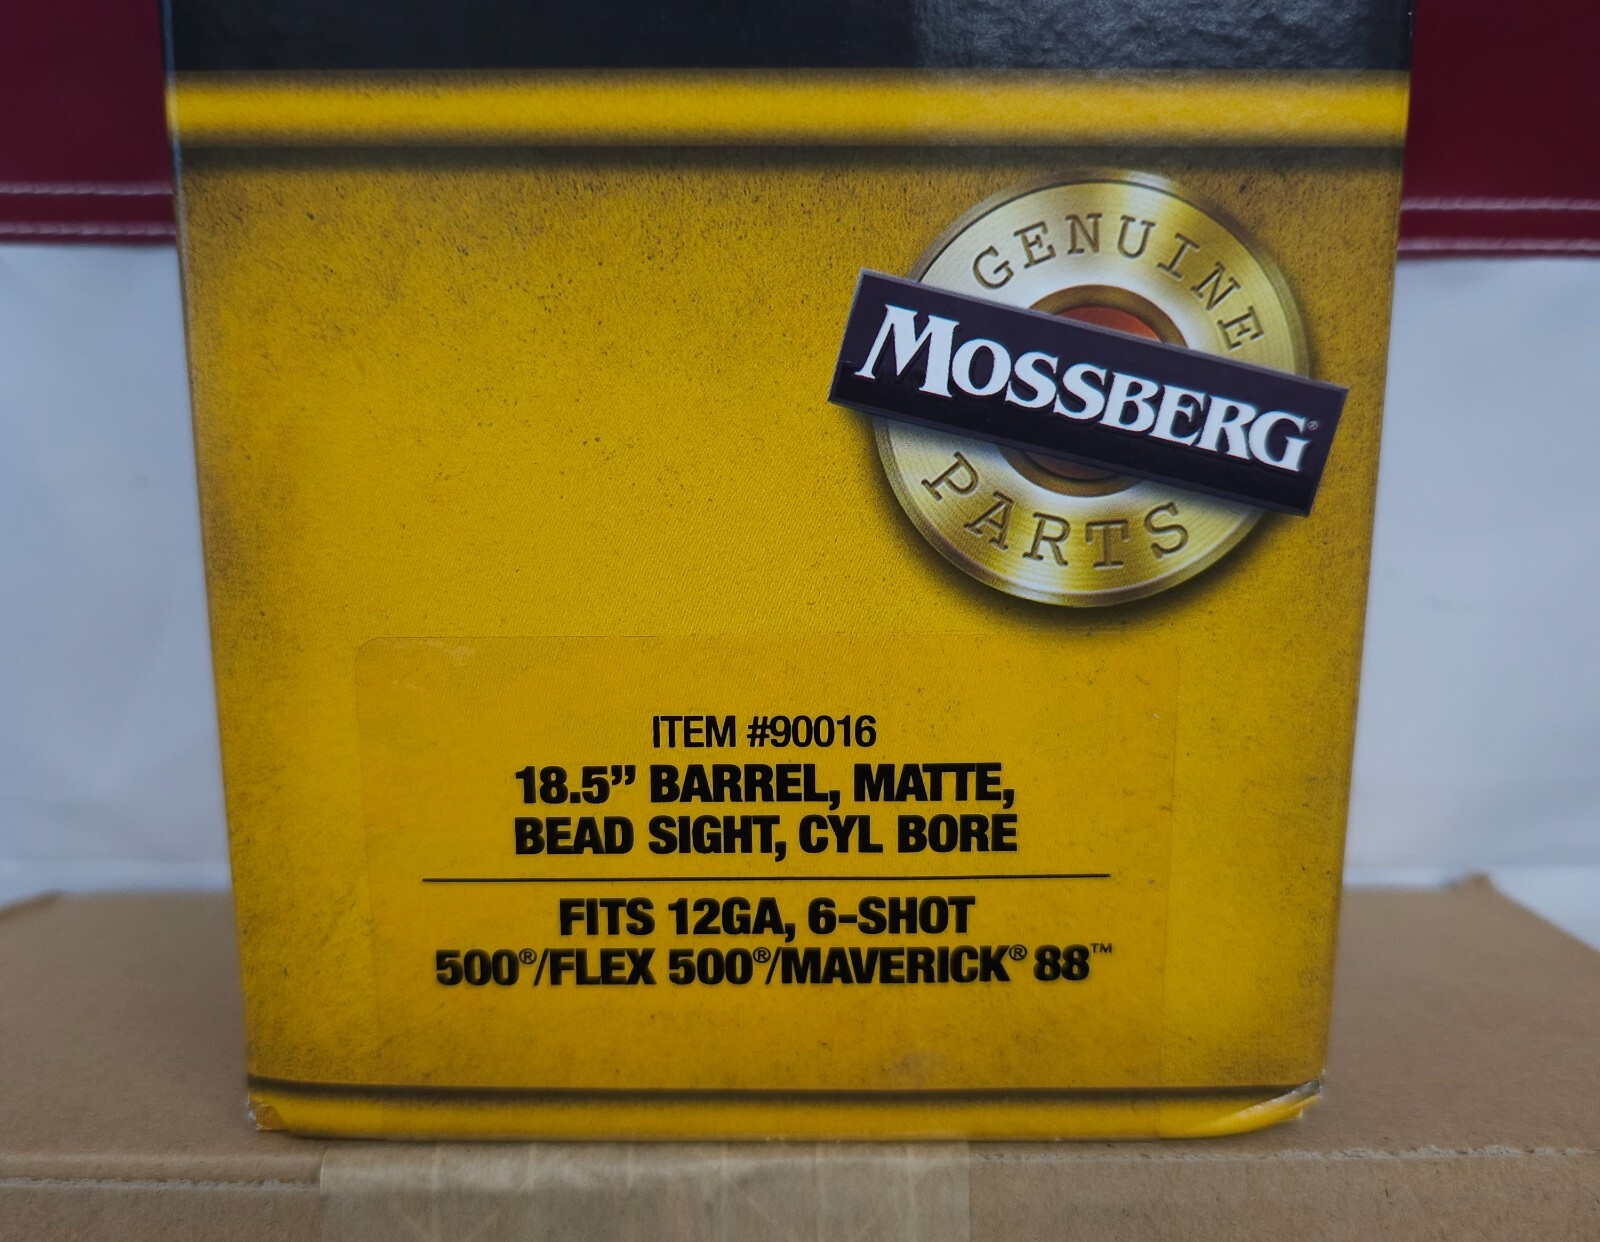 GENUINE
MOSSBERG®
PARTS
ITEM #90016
18.5” BARREL, MATTE,
BEAD SIGHT, CYL BORE
FITS 12GA, 6-SHOT
500®/FLEX 500®/MAVERICK® 88™